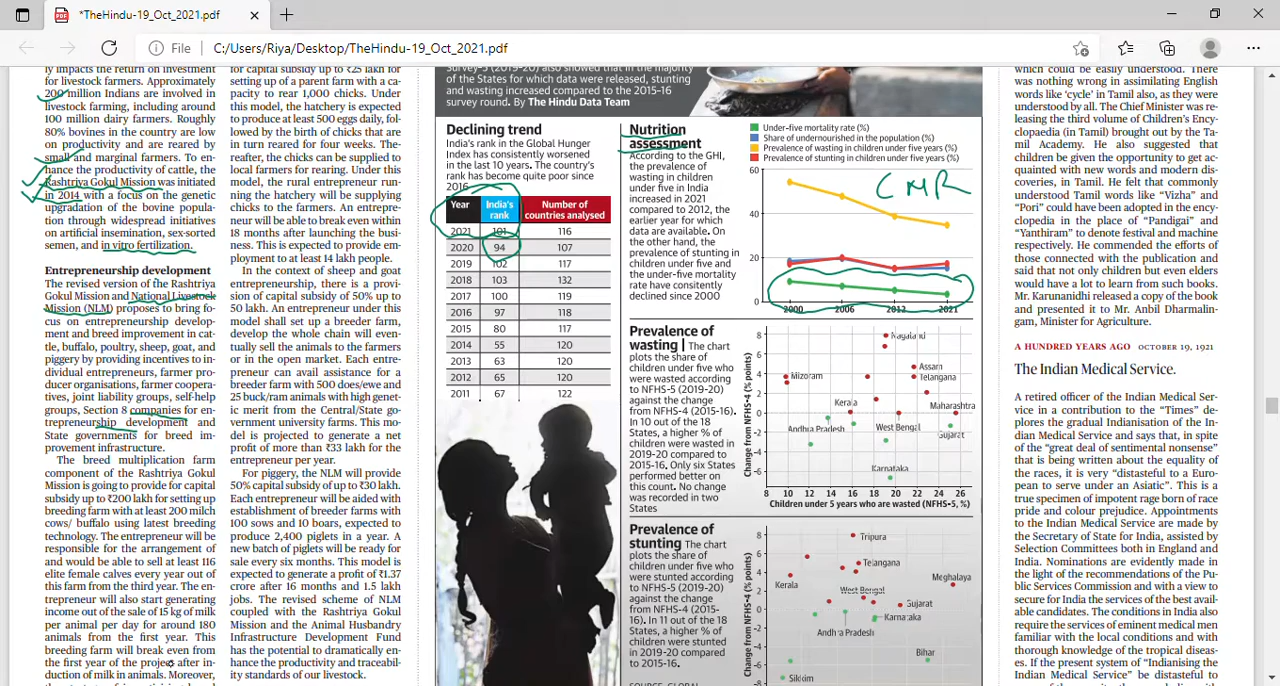 *TheHindu-19_Oct_2021.pdf
File
C:/Users/Riya/Desktop/TheHindu-19_Oct_2021.pdf
ly impacts the return on investment
for livestock farmers. Approximately
200 million Indians are involved in
livestock farming, including around
100 million dairy farmers. Roughly
80% bovines in the country are low
on productivity and are reared by
small and marginal farmers. To en-
hance the productivity of cattle, the
Rashtriya Gokul Mission was initiated
in 2014 with a focus on the genetic
upgradation of the bovine popula-
tion through widespread initiatives
on artificial insemination, sex-sorted
semen, and in vitro fertilization.
Entrepreneurship development
The revised version of the Rashtriya
Gokul Mission and National Livestock
Mission (NLM) proposes to bring fo-
cus on entrepreneurship develop-
ment and breed improvement in cat-
tle, buffalo, poultry, sheep, goat, and
piggery by providing incentives to in-
dividual entrepreneurs, farmer pro-
ducer organisations, farmer coopera-
tives, joint liability groups, self-help
groups, Section 8 companies for en-
trepreneurship development and
State governments for breed im-
provement infrastructure.
The breed multiplication farm
component of the Rashtriya Gokul
Mission is going to provide for capital
subsidy up to ₹200 lakh for setting up
breeding farm with at least 200 milch
cows/ buffalo using latest breeding
technology. The entrepreneur will be
responsible for the arrangement of
and would be able to sell at least 116
elite female calves every year out of
this farm from the third year. The en-
trepreneur will also start generating
income out of the sale of 15 kg of milk
per animal per day for around 180
animals from the first year. This
breeding farm will break even from
the first year of the project after in-
duction of milk in animals. Moreover,
for capital subsidy up to ₹25 lakh for
setting up of a parent farm with a ca-
pacity to rear 1,000 chicks. Under
this model, the hatchery is expected
to produce at least 500 eggs daily, fol-
lowed by the birth of chicks that are
in turn reared for four weeks. The-
reafter, the chicks can be supplied to
local farmers for rearing. Under this
model, the rural entrepreneur run-
ning the hatchery will be supplying
chicks to the farmers. An entrepre-
neur will be able to break even within
18 months after launching the busi-
ness. This is expected to provide em-
ployment to at least 14 lakh people.
In the context of sheep and goat
entrepreneurship, there is a provi-
sion of capital subsidy of 50% up to
50 lakh. An entrepreneur under this
model shall set up a breeder farm,
develop the whole chain will even-
tually sell the animals to the farmers
or in the open market. Each entre-
preneur can avail assistance for a
breeder farm with 500 does/ewe and
25 buck/ram animals with high genet-
ic merit from the Central/State go-
vernment university farms. This mo-
del is projected to generate a net
profit of more than ₹33 lakh for the
entrepreneur per year.
For piggery, the NLM will provide
50% capital subsidy of up to ₹30 lakh.
Each entrepreneur will be aided with
establishment of breeder farms with
100 sows and 10 boars, expected to
produce 2,400 piglets in a year. A
new batch of piglets will be ready for
sale every six months. This model is
expected to generate a profit of ₹1.37
crore after 16 months and 1.5 lakh
jobs. The revised scheme of NLM
coupled with the Rashtriya Gokul
Mission and the Animal Husbandry
Infrastructure Development Fund
has the potential to dramatically en-
hance the productivity and traceabil-
ity standards of our livestock.
Survey-5 (2019-20) also showed that in the majority
of the States for which data were released, stunting
and wasting increased compared to the 2015-16
survey round. By The Hindu Data Team
Declining trend
India's rank in the Global Hunger
Index has consistently worsened
in the last 10 years. The country's
rank has become quite poor since
2016
Year India's rank Number of countries analysed
2021 101 116
2020 94 107
2019 102 117
2018 103 132
2017 100 119
2016 97 118
2015 80 117
2014 55 120
2013 63 120
2012 65 120
2011 67 122
Nutrition
assessment
According to the GHI,
the prevalence of
wasting in children
under five in India
increased in 2021
compared to 2012, the
earlier year for which
data are available. On
the other hand, the
prevalence of stunting in
children under five and
the under-five mortality
rate have consitently
declined since 2000
Under-five mortality rate (%)
Share of undernourished in the population (%)
Prevalence of wasting in children under five years (%)
Prevalence of stunting in children under five years (%)
CMR
60
40
20
0
2000 2006 2012 2021
Prevalence of
wasting | The chart
plots the share of
children under five who
were wasted according
to NFHS-5 (2019-20)
against the change
from NFHS-4 (2015-16).
In 10 out of the 18
States, a higher % of
children were wasted in
2019-20 compared to
2015-16. Only six States
performed better on
this count. No change
was recorded in two
States
Change from NFHS-4 (% points)
8
6
4
2
0
-2
-4
-6
Nagaland
Assam
Mizoram
Telangana
Kerala
Maharashtra
Andhra Pradesh
West Bengal
Gujarat
Karnataka
8 10 12 14 16 18 20 22 24 26
Children under 5 years who are wasted (NFHS-5, %)
Prevalence of
stunting The chart
plots the share of
children under five
who were stunted
according to NFHS-5
(2019-20) against the
change from
NFHS-4 (2015-
16). In 11 out of the 18
States, a higher % of
children were stunted
in 2019-20 compared
to 2015-16.
Change from NFHS-4 (% points)
8
6
4
2
0
-2
-4
-6
-8
Tripura
Telangana
Kerala
Meghalaya
West Bengal
Gujarat
Karnataka
Andhra Pradesh
Bihar
Sikkim
which could be easily understood. There
was nothing wrong in assimilating English
words like 'cycle' in Tamil also, as they were
understood by all. The Chief Minister was re-
leasing the third volume of Children's Ency-
clopaedia (in Tamil) brought out by the Ta-
mil Academy. He also suggested that
children be given the opportunity to get ac-
quainted with new words and modern dis-
coveries, in Tamil. He felt that commonly
understood Tamil words like "Vizha" and
"Pori" could have been adopted in the ency-
clopedia in the place of "Pandigai" and
"Yanthiram" to denote festival and machine
respectively. He commended the efforts of
those connected with the publication and
said that not only children but even elders
would have a lot to learn from such books.
Mr. Karunanidhi released a copy of the book
and presented it to Mr. Anbil Dharmalin-
gam, Minister for Agriculture.
A HUNDRED YEARS AGO OCTOBER 19, 1921
The Indian Medical Service.
A retired officer of the Indian Medical Ser-
vice in a contribution to the "Times" de-
plores the gradual Indianisation of the In-
dian Medical Service and says that, in spite
of the "great deal of sentimental nonsense"
that is being written about the equality of
the races, it is very "distasteful to a Euro-
pean to serve under an Asiatic". This is a
true specimen of impotent rage born of race
pride and colour prejudice. Appointments
to the Indian Medical Service are made by
the Secretary of State for India, assisted by
Selection Committees both in England and
India. Nominations are evidently made in
the light of the recommendations of the Pu-
blic Services Commission and with a view to
secure for India the services of the best avail-
able candidates. The conditions in India also
require the services of eminent medical men
familiar with the local conditions and with
thorough knowledge of the tropical diseas-
es. If the present system of "Indianising the
Indian Medical Service" be distasteful to